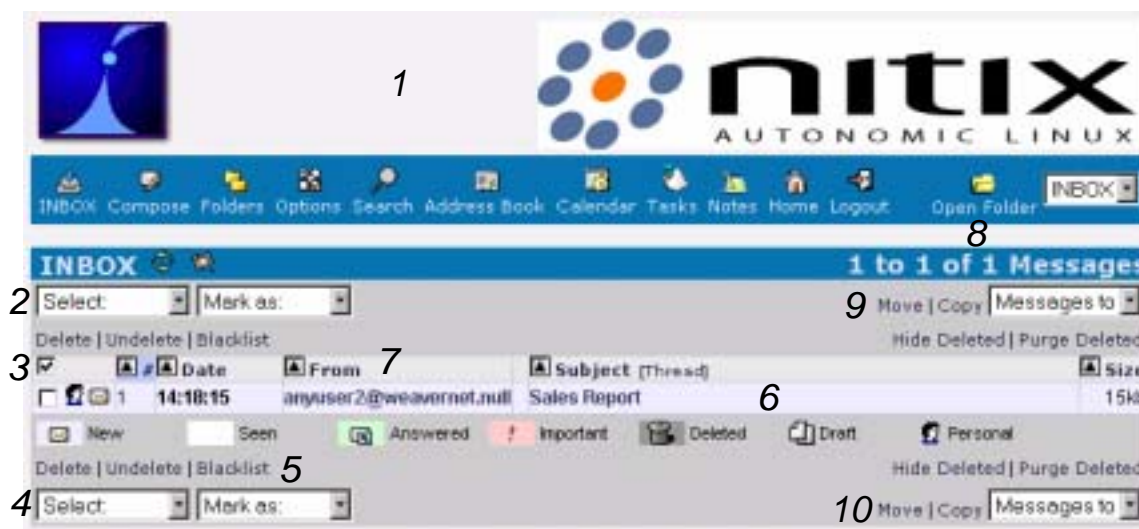 1
nitix
AUTONOMIC LINUX
INBOX Compose Folders Options Search Address Book Calendar Tasks Notes Home Logout Open Folder INBOX
8
INBOX 1 to 1 of 1 Messages
2 Select: Mark as: 9 Move | Copy Messages to
Delete | Undelete | Blacklist Hide Deleted | Purge Deleted
3 # Date From 7 Subject [Thread] Size
1 14:18:15 anyuser2@weavernet.null Sales Report 6 15kb
New Seen Answered ! Important Deleted Draft Personal
Delete | Undelete | Blacklist 5 Hide Deleted | Purge Deleted
4 Select: Mark as: 10 Move | Copy Messages to